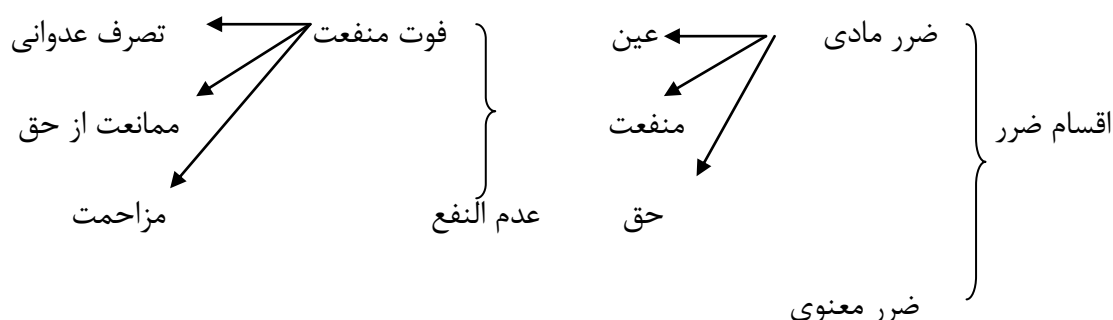 ضرر مادی عین فوت منفعت تصرف عدوانی
اقسام ضرر منفعت ممانعت از حق
حق عدم النفع مزاحمت
ضرر معنوی